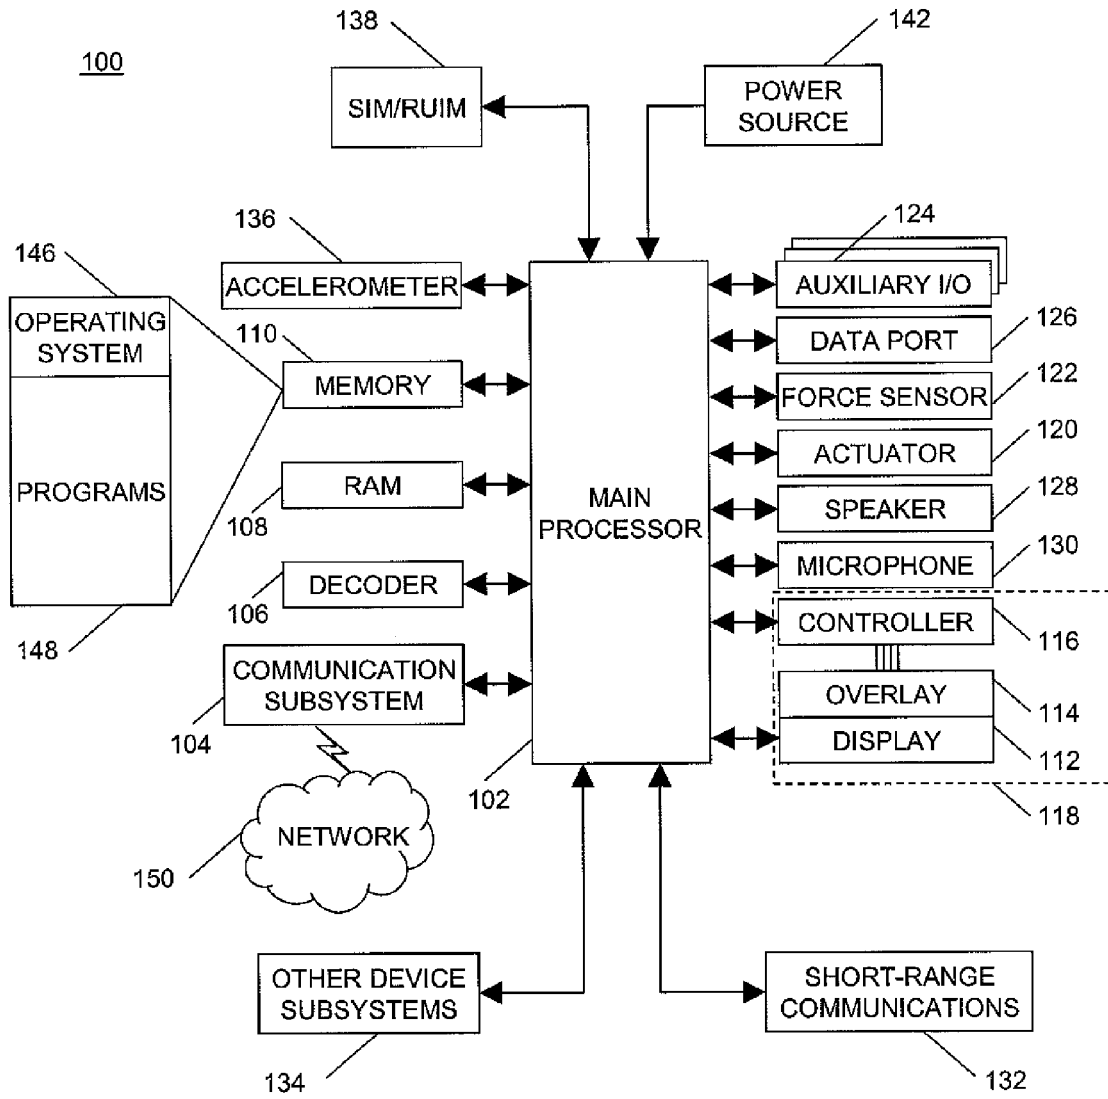 138
142
100
SIM/RUIM
POWER
SOURCE
136
124
146
ACCELEROMETER
AUXILIARY I/O
OPERATING
SYSTEM
110
DATA PORT
126
MEMORY
FORCE SENSOR
122
ACTUATOR
120
PROGRAMS
RAM
108
MAIN
PROCESSOR
SPEAKER
128
MICROPHONE
130
DECODER
106
148
CONTROLLER
116
COMMUNICATION
SUBSYSTEM
104
OVERLAY
114
DISPLAY
112
102
118
NETWORK
150
OTHER DEVICE
SUBSYSTEMS
SHORT-RANGE
COMMUNICATIONS
134
132